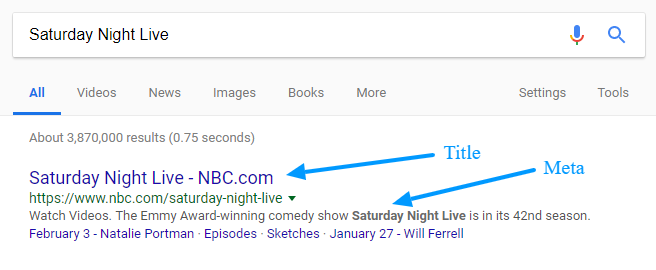 Saturday Night Live
All Videos News Images Books More Settings Tools
About 3,870,000 results (0.75 seconds)
Title
Saturday Night Live - NBC.com
Meta
https://www.nbc.com/saturday-night-live
Watch Videos. The Emmy Award-winning comedy show Saturday Night Live is in its 42nd season.
February 3 - Natalie Portman · Episodes · Sketches · January 27 - Will Ferrell